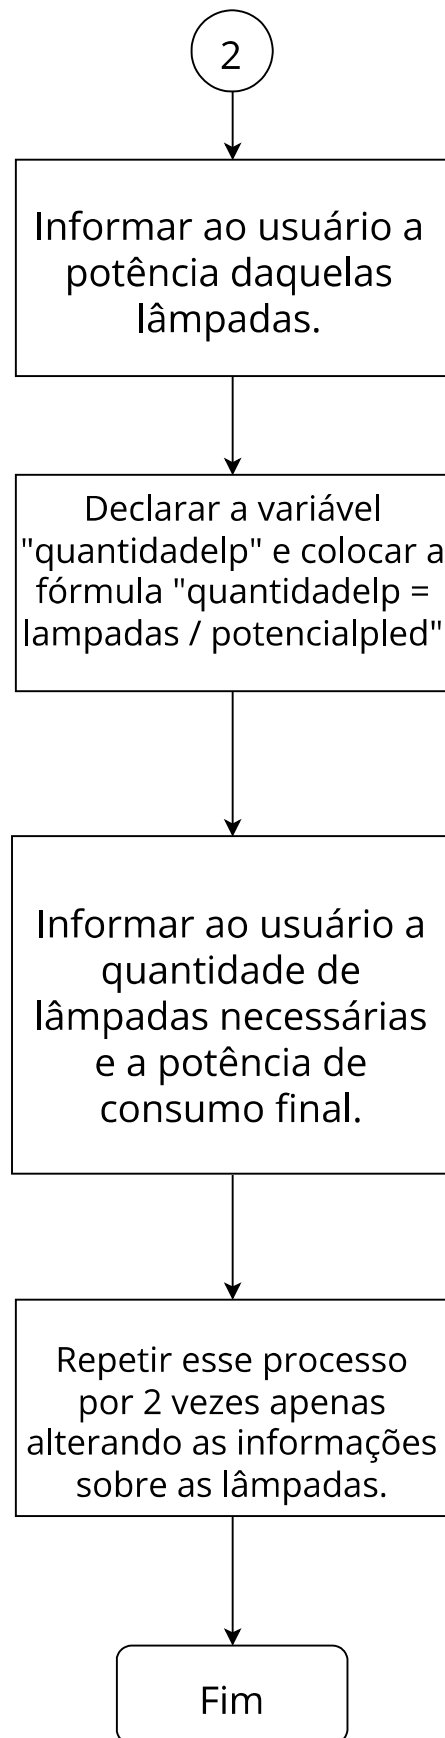 2
Informar ao usuário a
potência daquelas
lâmpadas.
Declarar a variável
"quantidadelp" e colocar a
fórmula "quantidadelp =
lampadas / potencialpled"
Informar ao usuário a
quantidade de
lâmpadas necessárias
e a potência de
consumo final.
Repetir esse processo
por 2 vezes apenas
alterando as informações
sobre as lâmpadas.
Fim